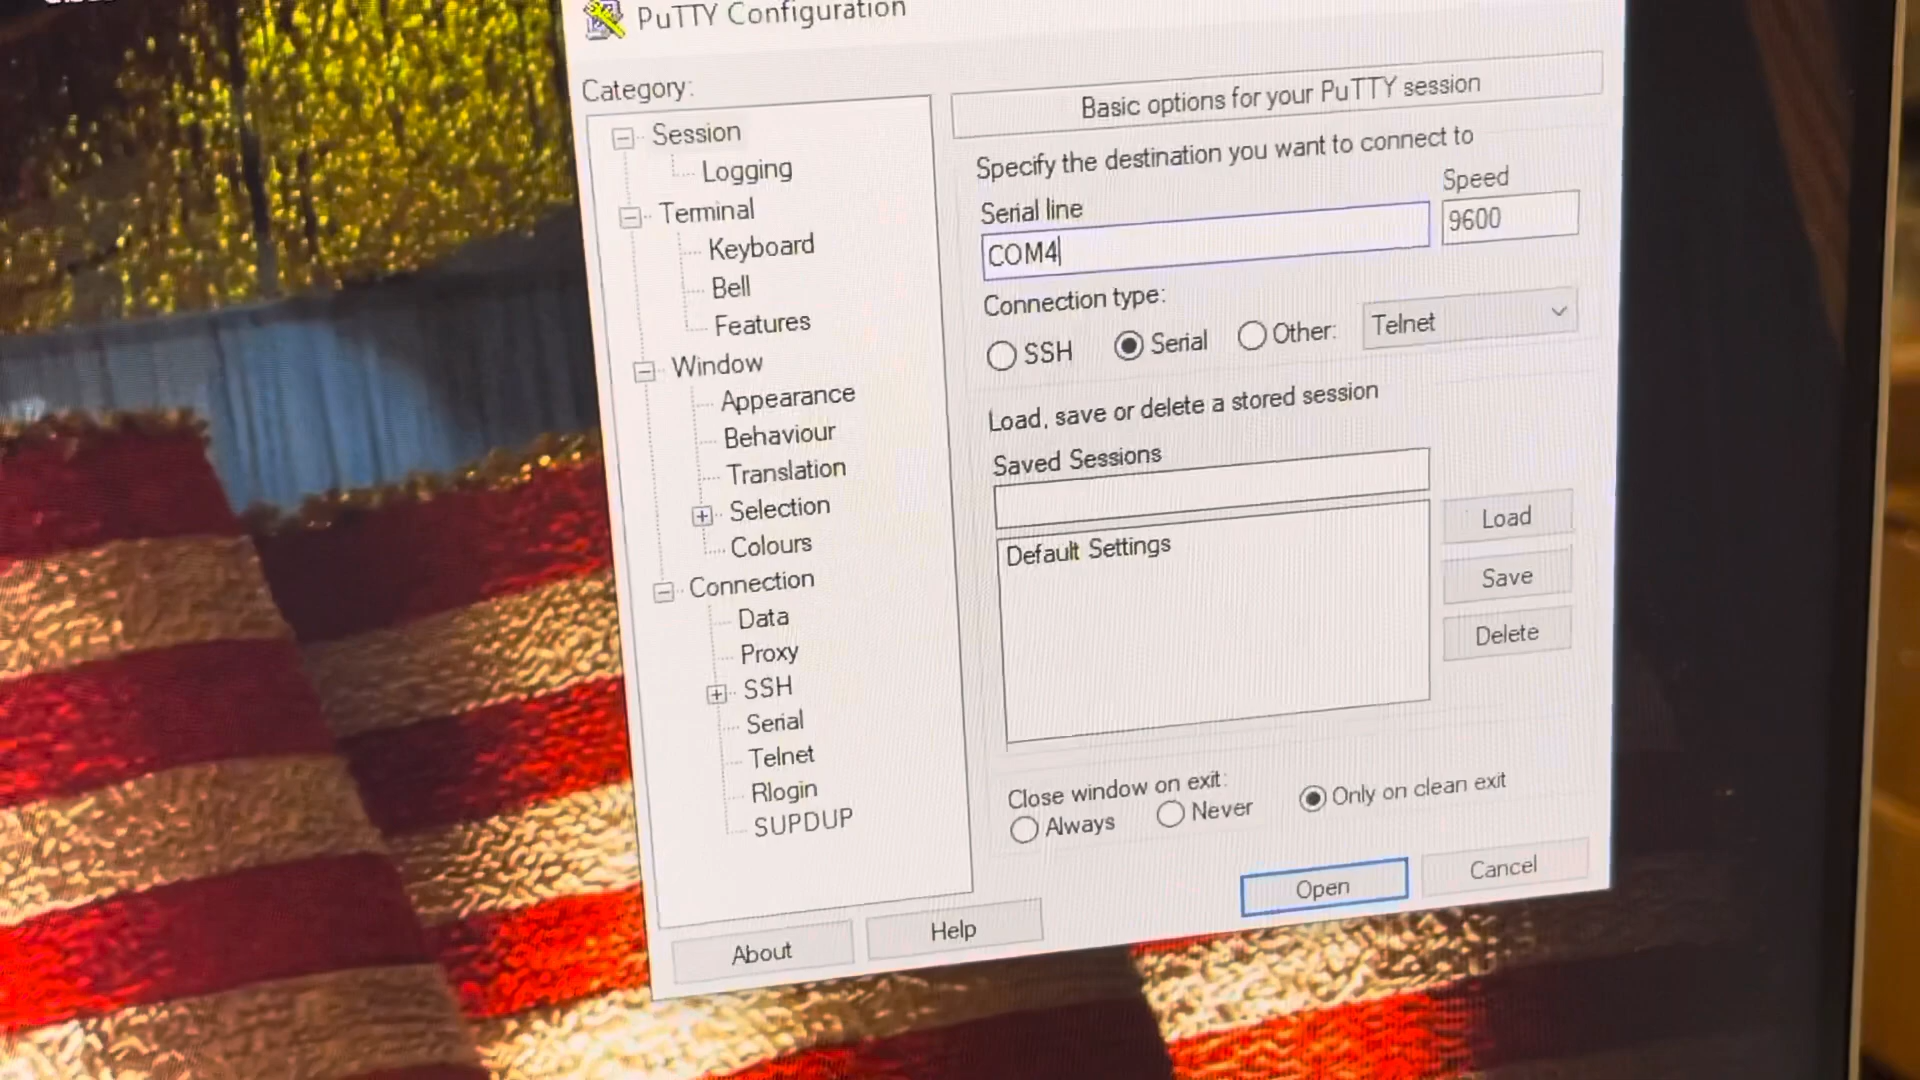 PuTTY Configuration
Category:
Session
Logging
Terminal
Keyboard
Bell
Features
Window
Appearance
Behaviour
Translation
Selection
Colours
Connection
Data
Proxy
SSH
Serial
Telnet
Rlogin
SUPDUP
About
Help
Basic options for your PuTTY session
Specify the destination you want to connect to
Serial line
Speed
COM4
9600
Connection type:
SSH
Serial
Other:
Telnet
Load, save or delete a stored session
Saved Sessions
Default Settings
Load
Save
Delete
Close window on exit:
Always
Never
Only on clean exit
Open
Cancel